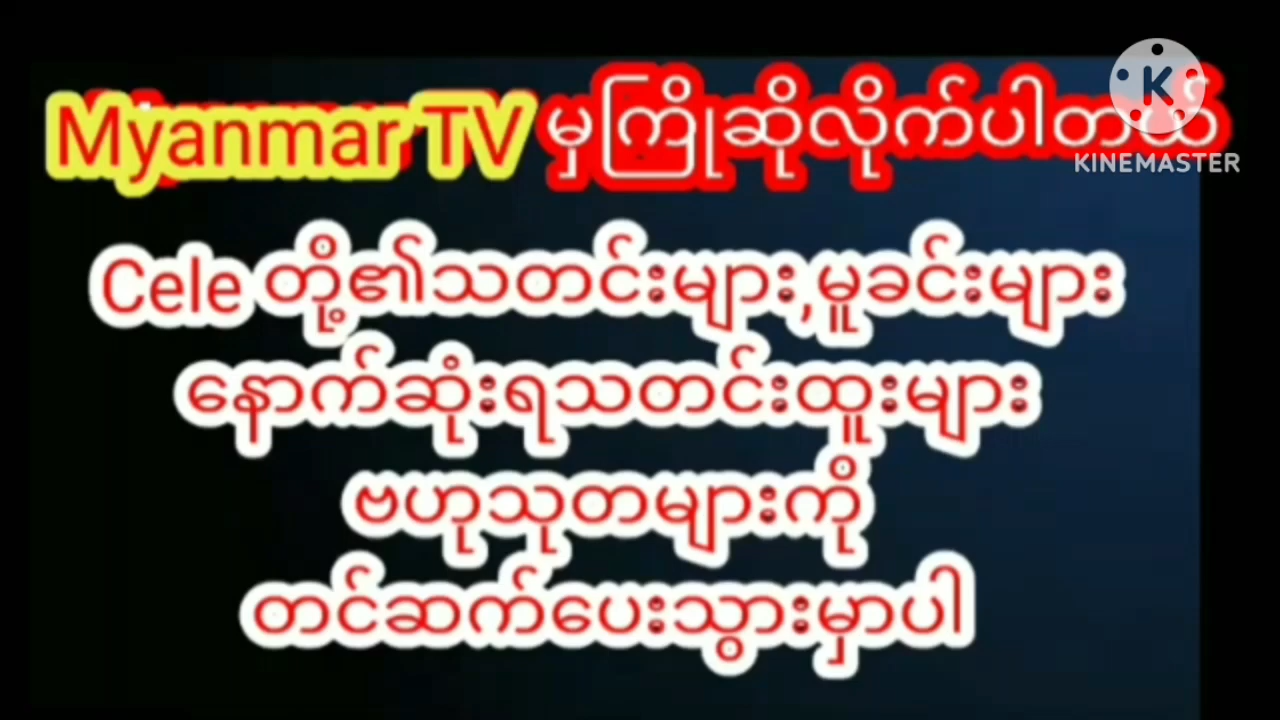 Myanmar TV မှကြိုဆိုလိုက်ပါတယ်
K
KINEMASTER
Cele တို့၏သတင်းများ,မူခင်းများ
နောက်ဆုံးရသတင်းထူးများ
ဗဟုသုတများကို
တင်ဆက်ပေးသွားမှာပါ